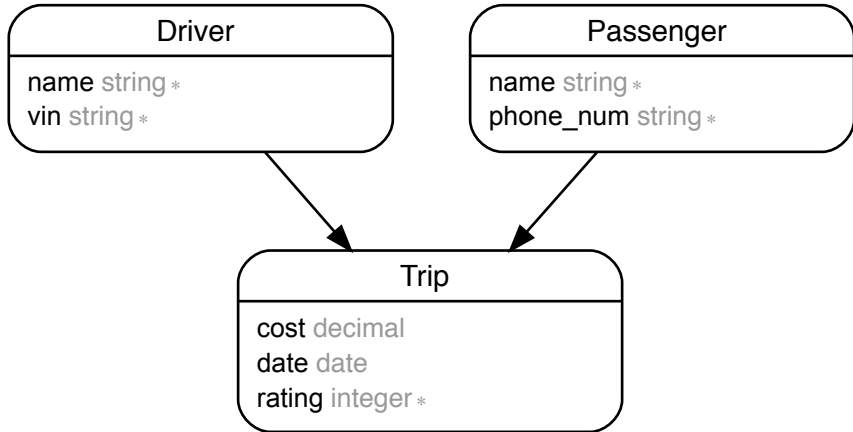 Driver
name string *
vin string *
Passenger
name string *
phone_num string *
Trip
cost decimal
date date
rating integer *